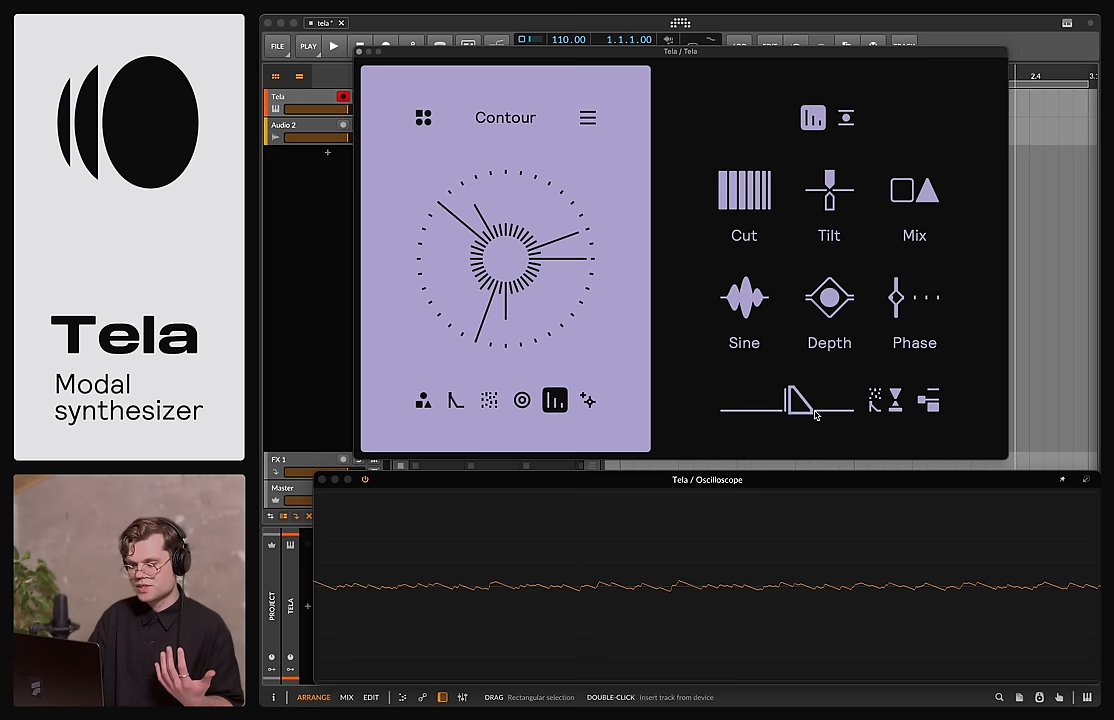 Tela
Modal
synthesizer
tela*
FILE
PLAY
110.00
1.1.1.00
Tela / Tela
2.4
Tela
Audio 2
+
Contour
Cut
Tilt
Mix
Sine
Depth
Phase
FX 1
Master
Tela / Oscilloscope
PROJECT
TELA
+
ARRANGE
MIX
EDIT
DRAG Rectangular selection
DOUBLE-CLICK Insert track from device